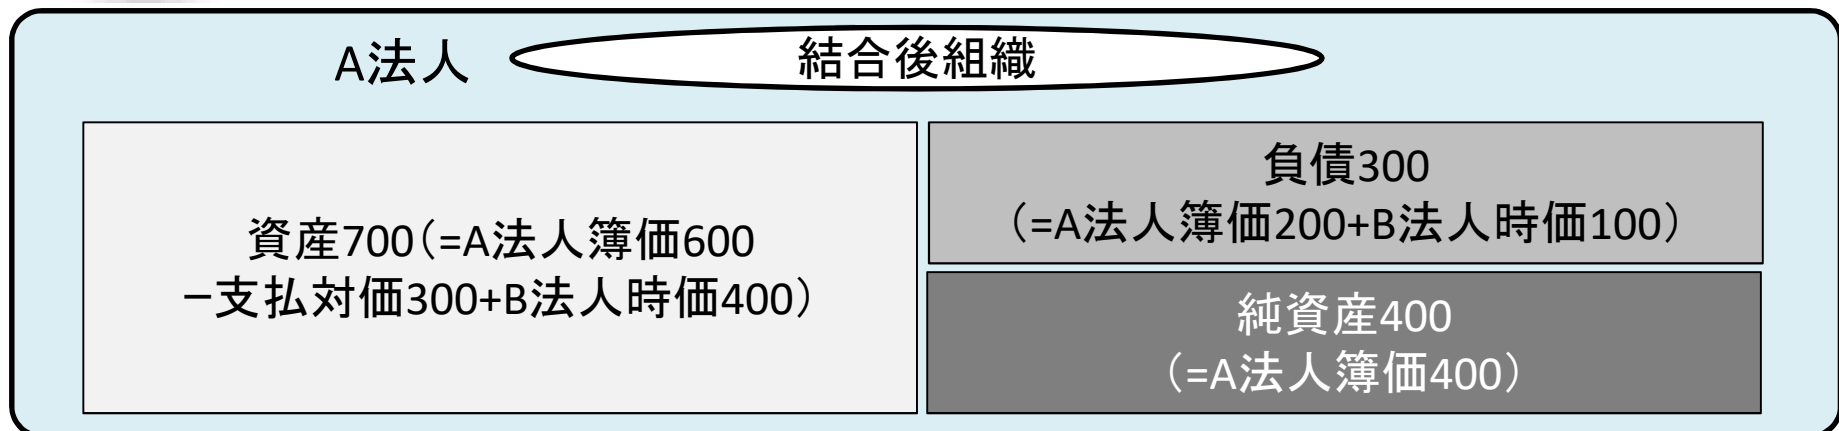 A法人
結合後組織
資産700（=A法人簿価600
－支払対価300+B法人時価400）
負債300
（=A法人簿価200+B法人時価100）
純資産400
（=A法人簿価400）